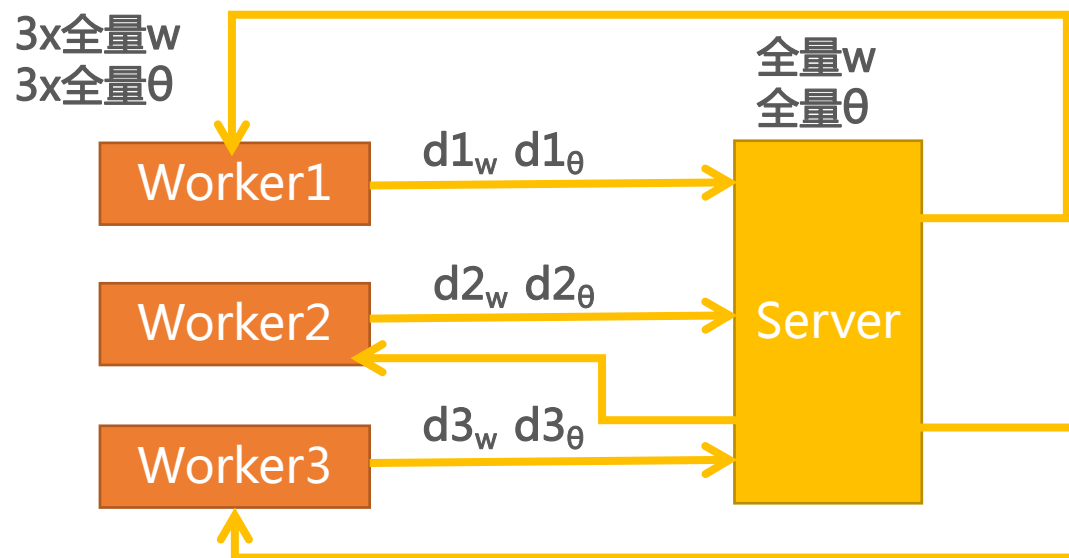 3x全量w
3x全量θ
全量w
全量θ
d1w d1θ
Worker1
d2w d2θ
Worker2
Server
d3w d3θ
Worker3